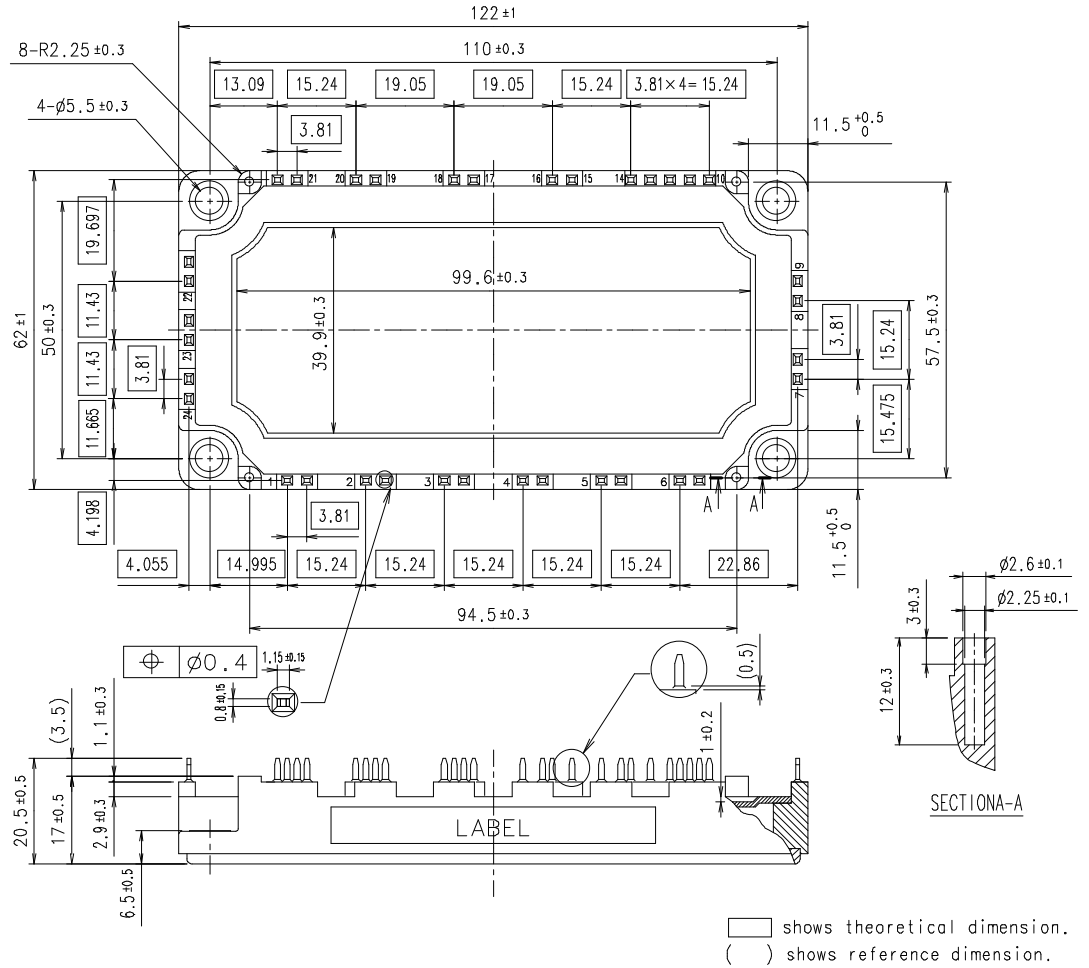 122 ±1
8-R2.25 ±0.3
110 ±0.3
13.09 15.24 19.05 19.05 15.24 3.81×4= 15.24
4-ø5.5 ±0.3
3.81
11.5 +0.5 0
21 20 19 18 17 16 15 14 10
19.697
11.43
11.43
3.81
11.665
4.198
62 ±1
50 ±0.3
22
23
24
99.6 ±0.3
39.9 ±0.3
9
8
7
3.81
15.24
15.475
57.5 ±0.3
1 2 3 4 5 6
A A
3.81
11.5 +0.5 0
4.055 14.995 15.24 15.24 15.24 15.24 15.24 22.86
94.5 ±0.3
ø2.6 ±0.1
ø2.25 ±0.1
3 ±0.3
12 ±0.3
SECTIONA-A
ø0.4
1.15 ±0.15
0.8 ±0.15
(0.5)
1 ±0.2
(3.5)
1.1 ±0.3
20.5 ±0.5
17 ±0.5
2.9 ±0.3
6.5 ±0.5
LABEL
shows theoretical dimension.
( ) shows reference dimension.